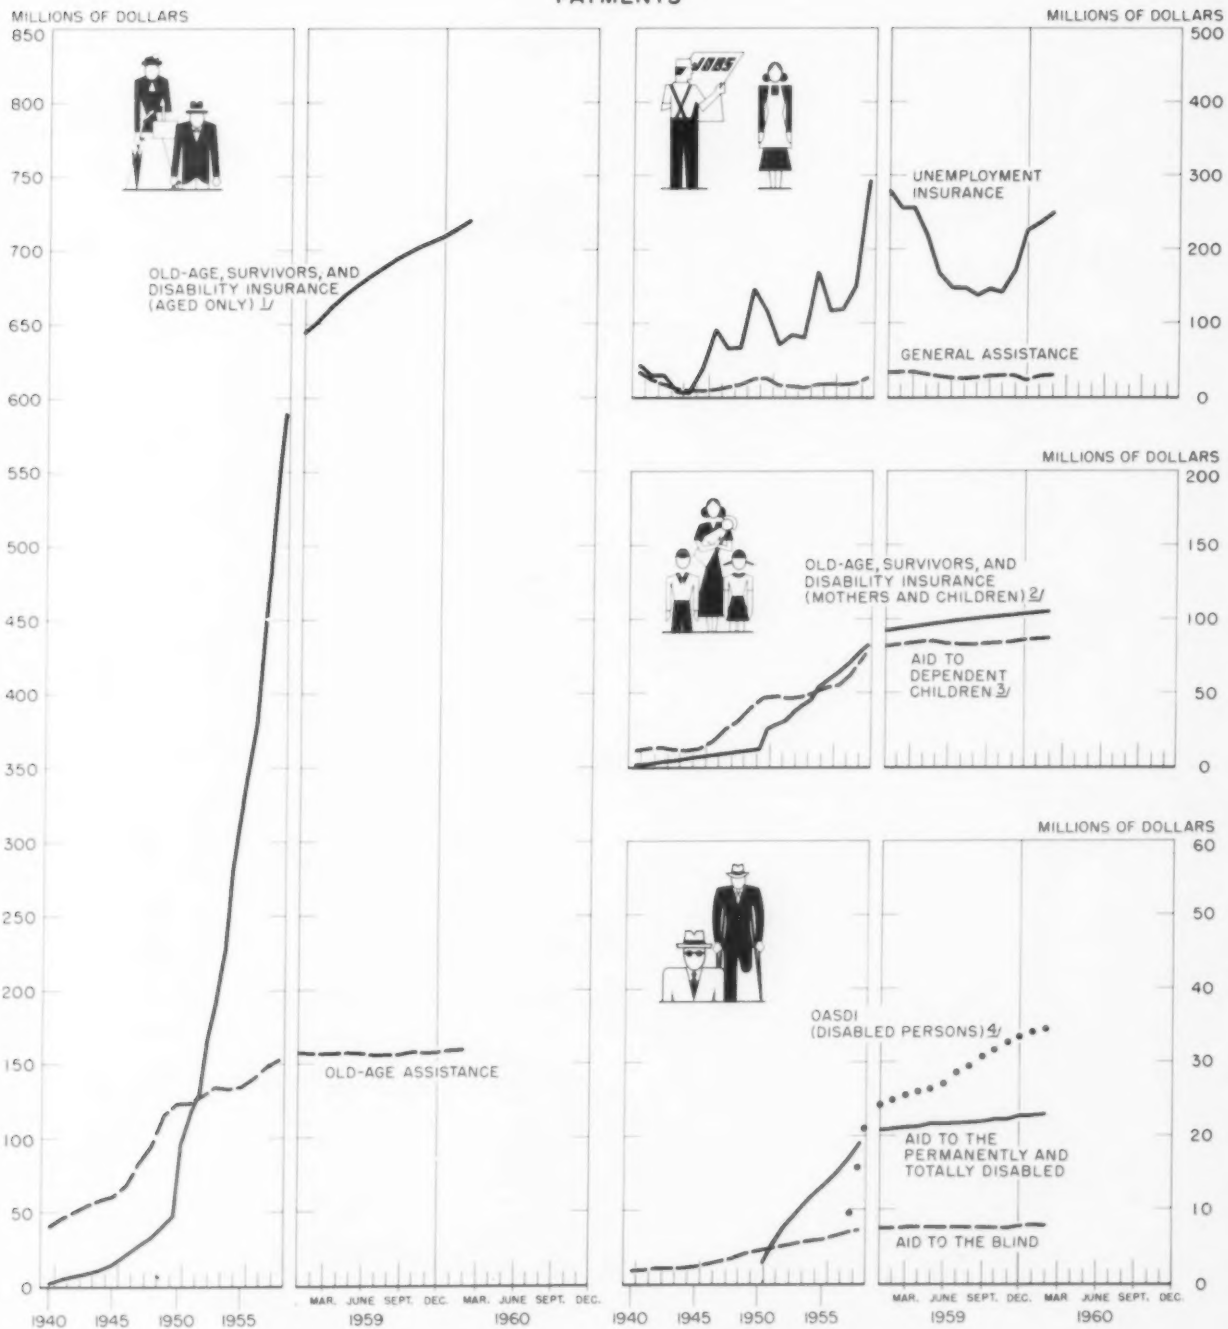 PAYMENTS
MILLIONS OF DOLLARS
850
800
750
700
650
600
550
500
450
400
350
300
250
200
150
100
50
0
OLD-AGE, SURVIVORS, AND
DISABILITY INSURANCE
(AGED ONLY) 1/
OLD-AGE ASSISTANCE
1940 1945 1950 1955
MAR. JUNE SEPT. DEC. MAR. JUNE SEPT. DEC.
1959 1960
MILLIONS OF DOLLARS
500
400
300
200
100
0
JOBS
UNEMPLOYMENT
INSURANCE
GENERAL ASSISTANCE
MILLIONS OF DOLLARS
200
150
100
50
0
OLD-AGE, SURVIVORS, AND
DISABILITY INSURANCE
(MOTHERS AND CHILDREN) 2/
AID TO
DEPENDENT
CHILDREN 3/
MILLIONS OF DOLLARS
60
50
40
30
20
10
0
OASDI
(DISABLED PERSONS) 4/
AID TO THE
PERMANENTLY AND
TOTALLY DISABLED
AID TO THE BLIND
1940 1945 1950 1955
MAR. JUNE SEPT. DEC. MAR JUNE SEPT. DEC.
1959 1960